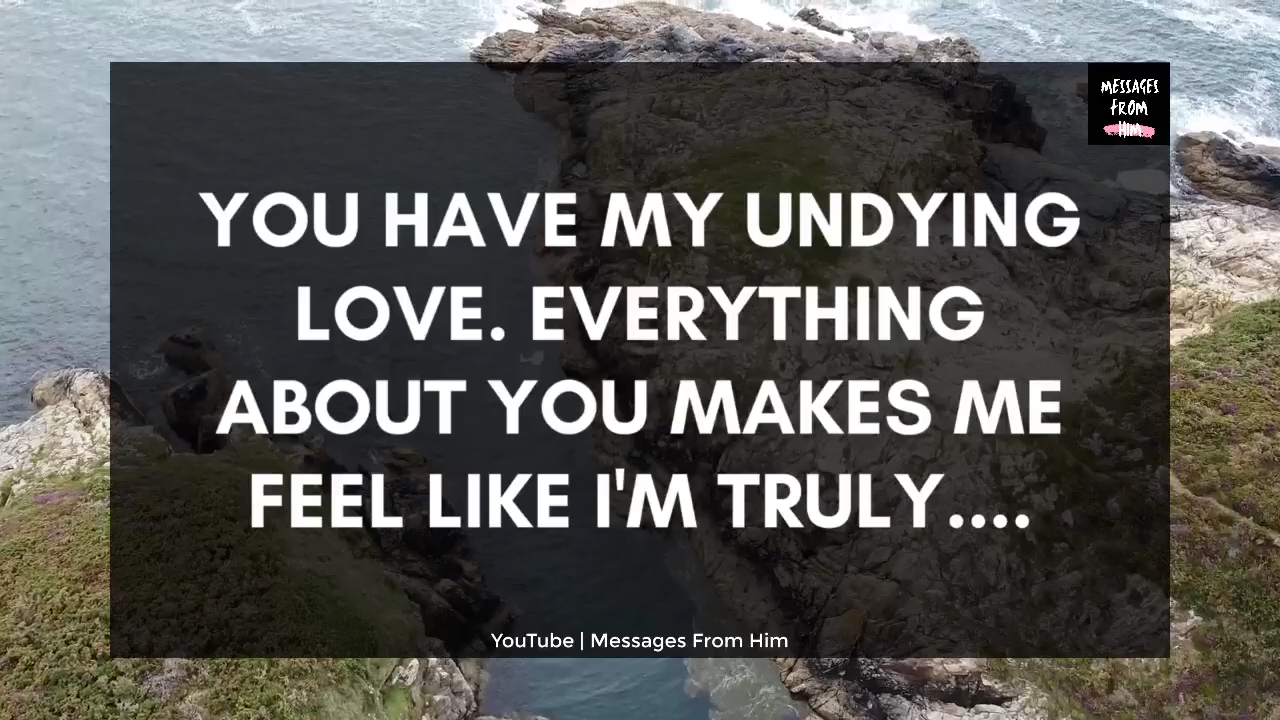 MESSAGES
FROM
HIM
YOU HAVE MY UNDYING
LOVE. EVERYTHING
ABOUT YOU MAKES ME
FEEL LIKE I'M TRULY....
YouTube | Messages From Him